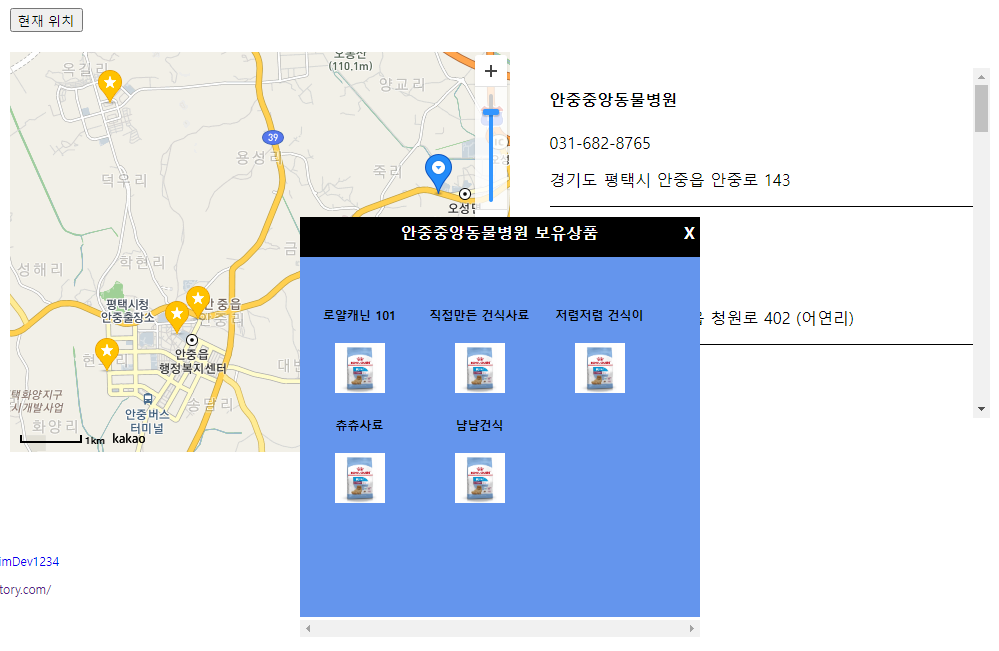 현재 위치
오봉산
(110.1m)
옥길리
양교리
+
39
용성리
죽리
덕우리
IC
오성면
금
성해리
학현리
평택시청
안중출장소
안중읍
안중리
안중읍
행정복지센터
현화리
대반
택화양지구
시개발사업
송담리
안중버스
터미널
화양리
1km kakao
안중중앙동물병원
031-682-8765
경기도 평택시 안중읍 안중로 143
읍 청원로 402 (어연리)
안중중앙동물병원 보유상품 X
로얄캐닌 101 직접만든 건식사료 저렴저렴 건식이
츄츄사료 냠냠건식
imDev1234
tory.com/